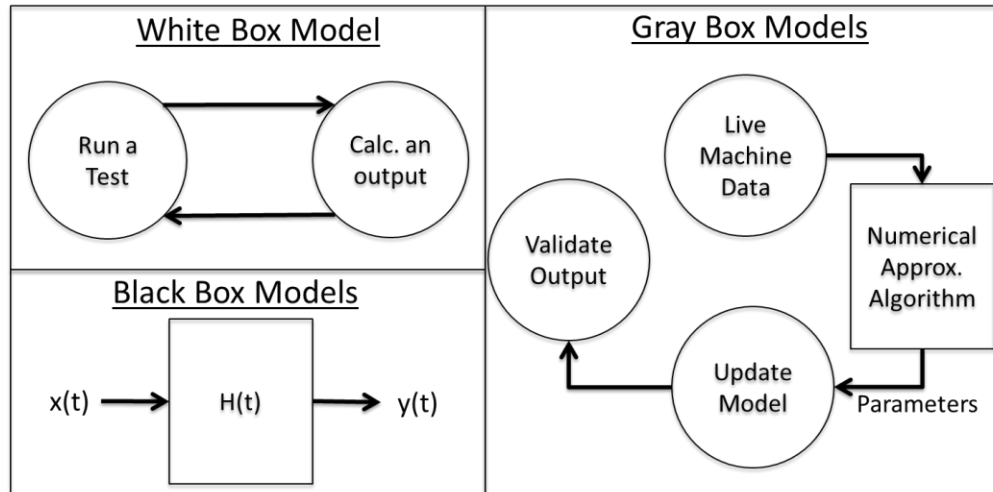 White Box Model
Run a
Test
Calc. an
output
Black Box Models
x(t)
H(t)
y(t)
Gray Box Models
Live
Machine
Data
Numerical
Approx.
Algorithm
Parameters
Update
Model
Validate
Output